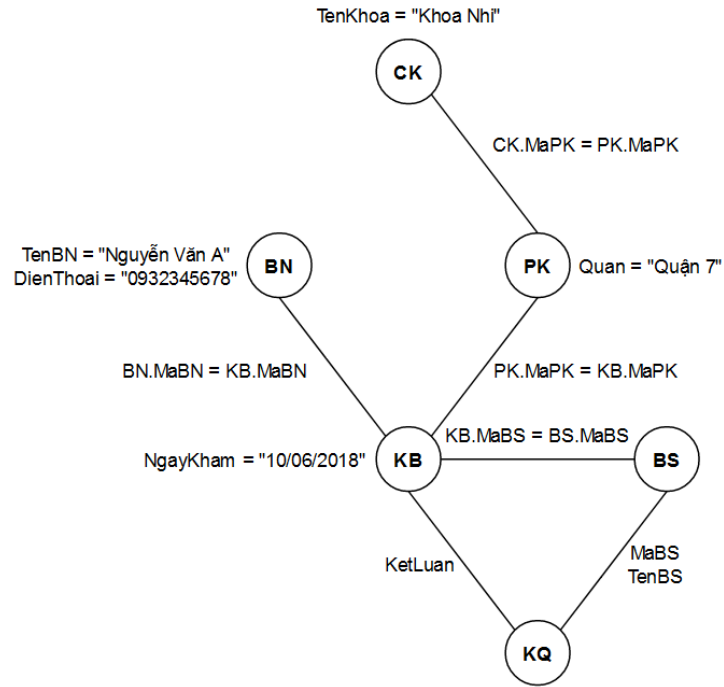 TenKhoa = "Khoa Nhi"
CK
CK.MaPK = PK.MaPK
TenBN = "Nguyễn Văn A"
DienThoai = "0932345678"
BN
PK
Quan = "Quận 7"
BN.MaBN = KB.MaBN
PK.MaPK = KB.MaPK
KB.MaBS = BS.MaBS
NgayKham = "10/06/2018"
KB
BS
KetLuan
MaBS
TenBS
KQ